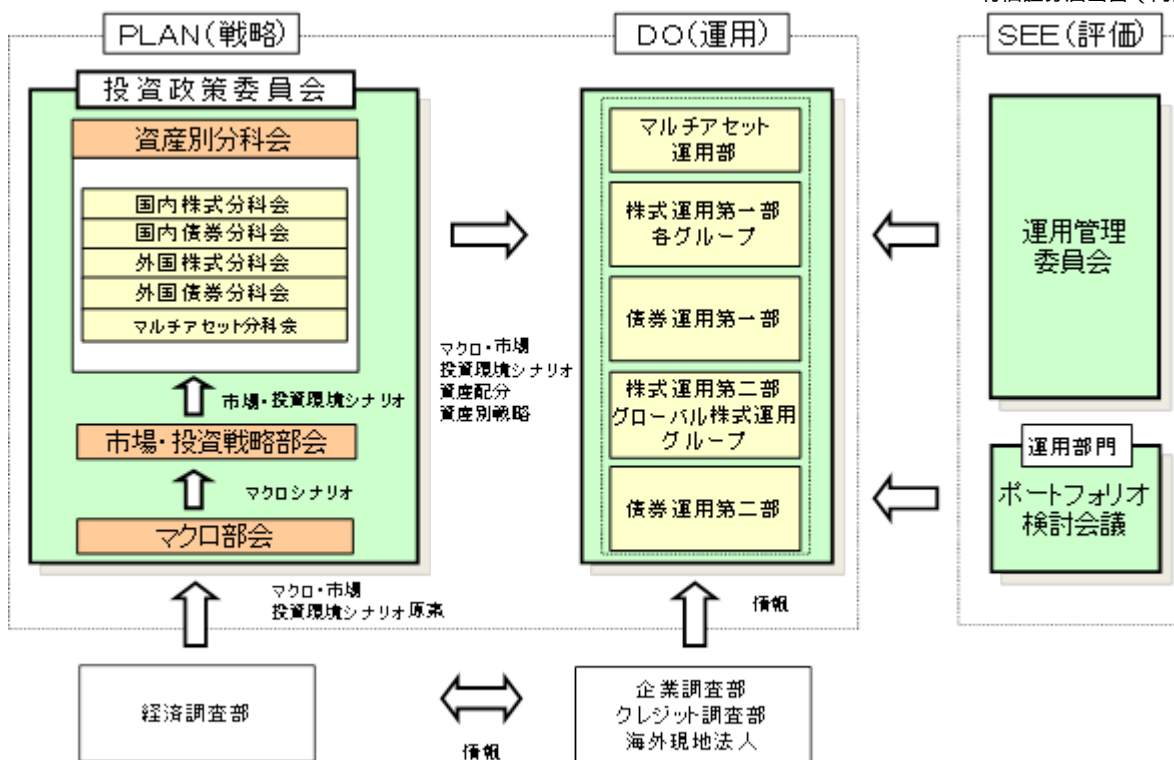 PLAN(戦略)
投資政策委員会
資産別分科会
国内株式分科会
国内債券分科会
外国株式分科会
外国債券分科会
マルチアセット分科会
市場・投資環境シナリオ
市場・投資戦略部会
マクロシナリオ
マクロ部会
マクロ・市場
投資環境シナリオ原案
経済調査部
マクロ・市場
投資環境シナリオ
資産配分
資産別戦略
情報
DO(運用)
マルチアセット
運用部
株式運用第一部
各グループ
債券運用第一部
株式運用第二部
グローバル株式運用
グループ
債券運用第二部
情報
企業調査部
クレジット調査部
海外現地法人
SEE(評価)
運用管理
委員会
運用部門
ポートフォリオ
検討会議